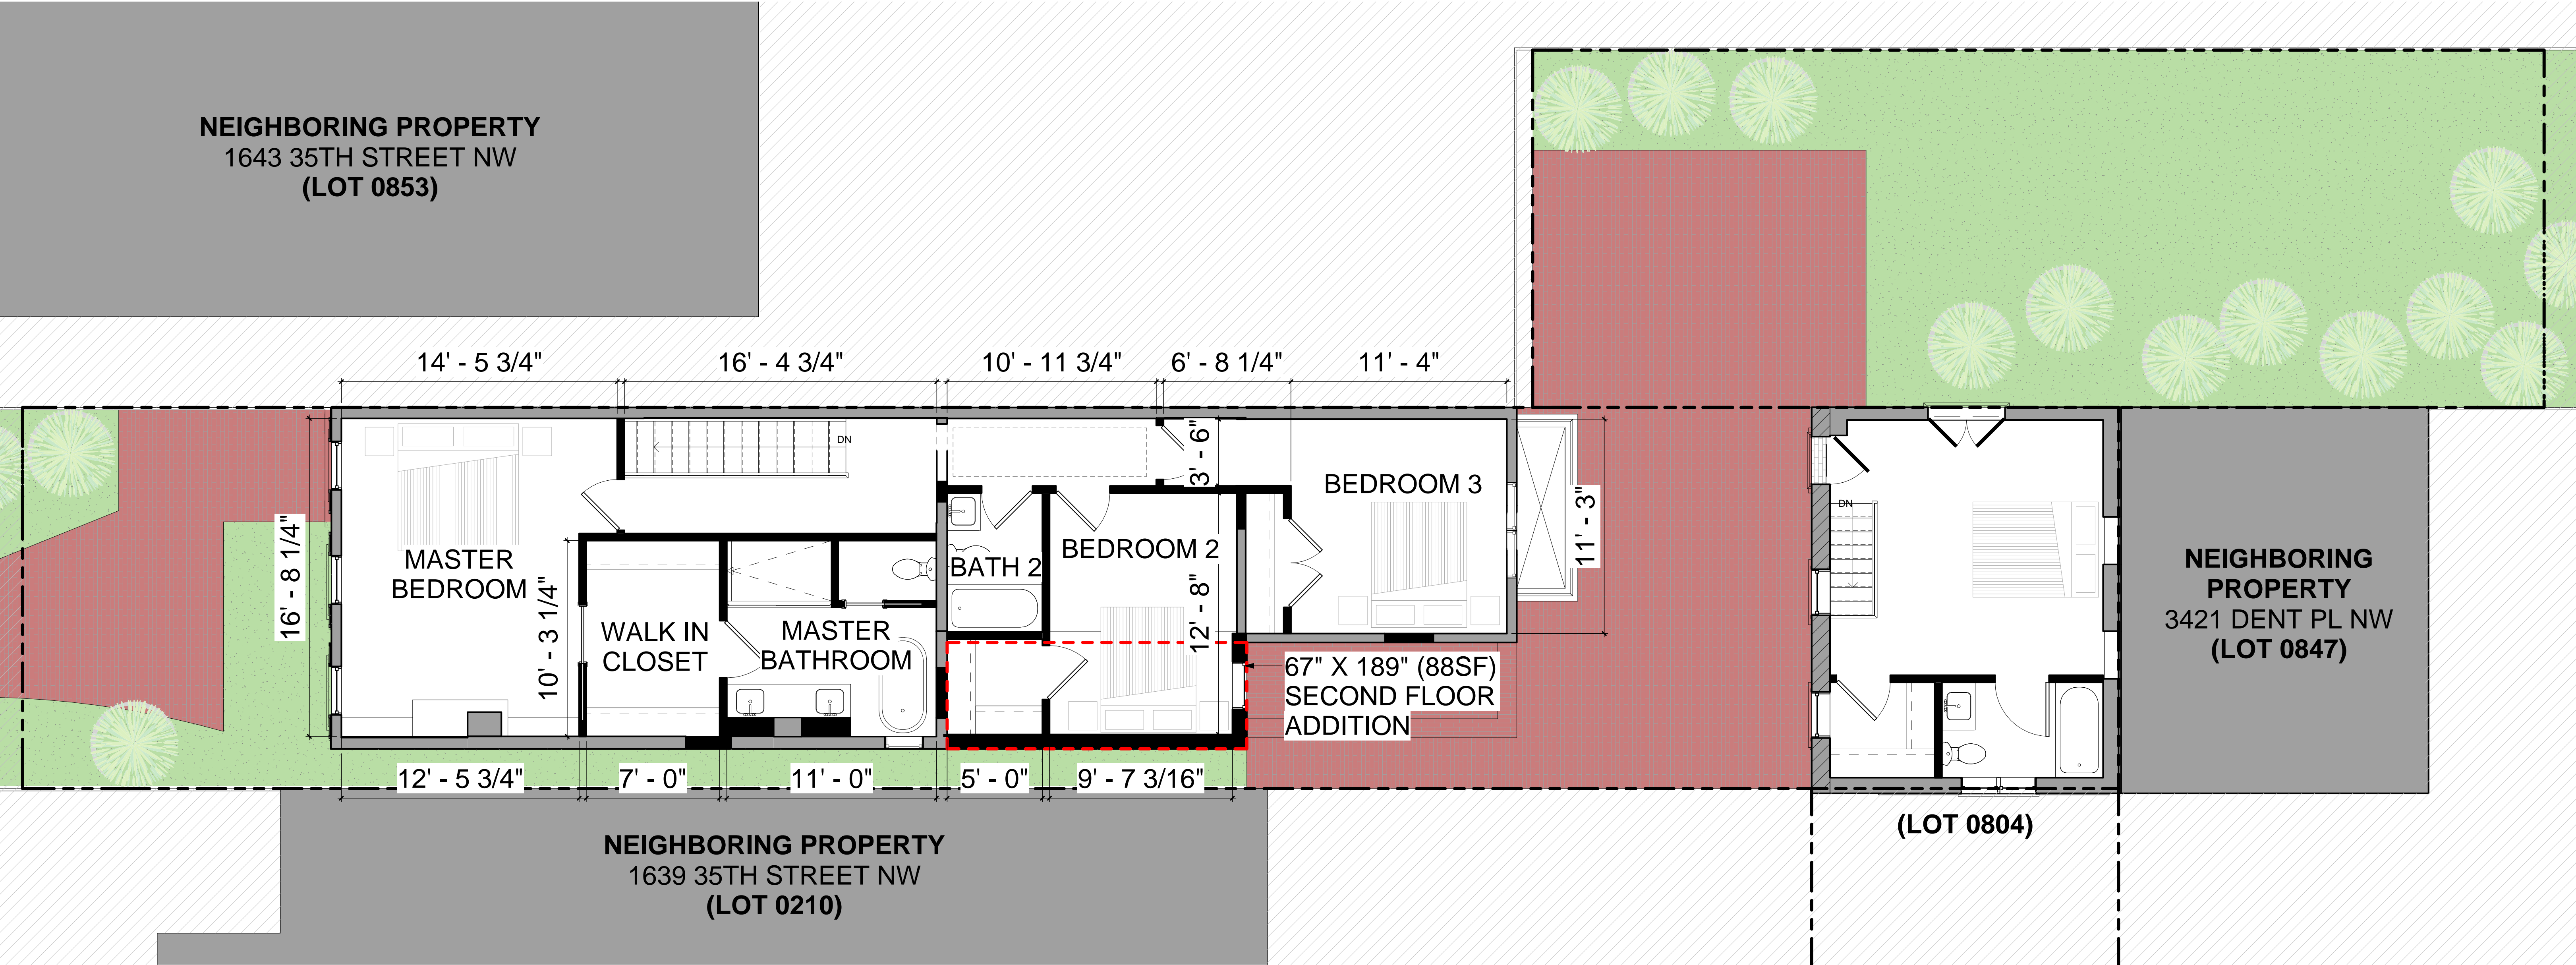 NEIGHBORING PROPERTY
1643 35TH STREET NW
(LOT 0853)
14' - 5 3/4"
16' - 4 3/4"
10' - 11 3/4"
6' - 8 1/4"
11' - 4"
DN
3' - 6"
BEDROOM 3
16' - 8 1/4"
MASTER
BEDROOM
10' - 3 1/4"
WALK IN
CLOSET
MASTER
BATHROOM
BATH 2
BEDROOM 2
12' - 8"
11' - 3"
67" X 189" (88SF)
SECOND FLOOR
ADDITION
DN
NEIGHBORING
PROPERTY
3421 DENT PL NW
(LOT 0847)
12' - 5 3/4"
7' - 0"
11' - 0"
5' - 0"
9' - 7 3/16"
(LOT 0804)
NEIGHBORING PROPERTY
1639 35TH STREET NW
(LOT 0210)